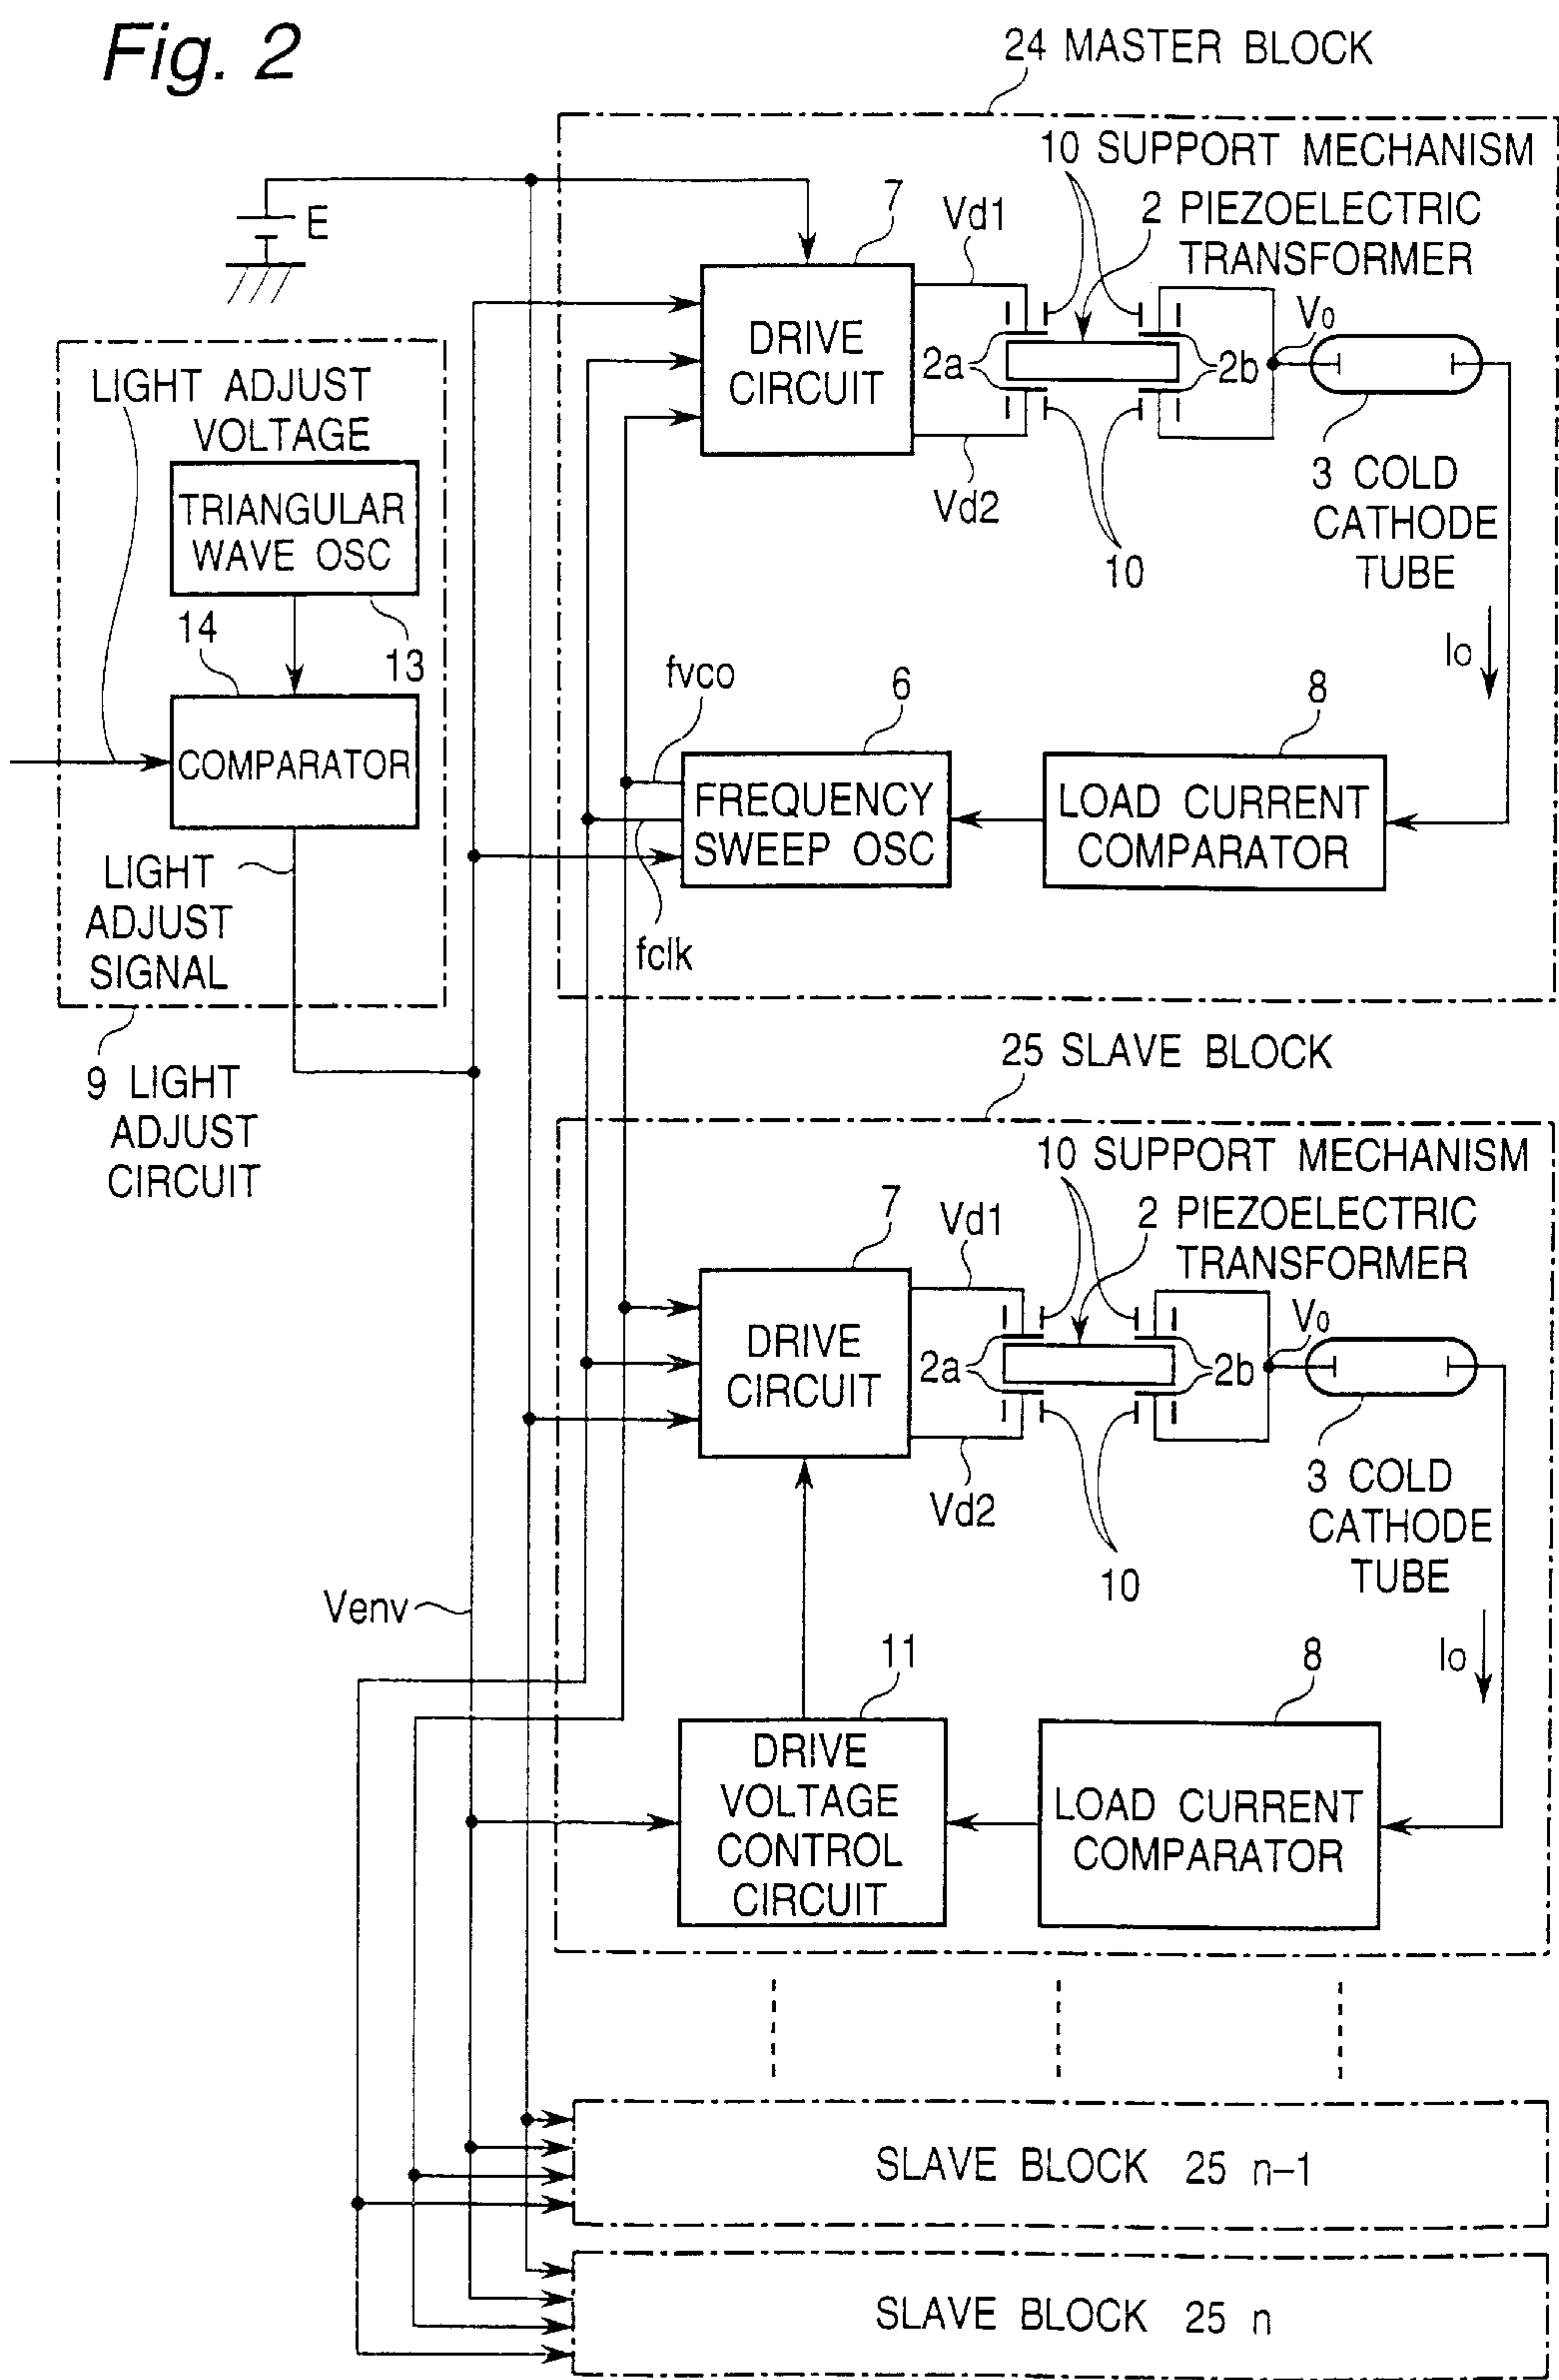 Fig. 2
24 MASTER BLOCK
10 SUPPORT MECHANISM
2 PIEZOELECTRIC
TRANSFORMER
7
Vd1
E
V0
DRIVE
CIRCUIT
2a
2b
LIGHT ADJUST
VOLTAGE
TRIANGULAR
WAVE OSC
Vd2
10
3 COLD
CATHODE
TUBE
14
13
Io
fvco
6
8
COMPARATOR
FREQUENCY
SWEEP OSC
LOAD CURRENT
COMPARATOR
LIGHT
ADJUST
SIGNAL
fclk
9 LIGHT
ADJUST
CIRCUIT
25 SLAVE BLOCK
10 SUPPORT MECHANISM
2 PIEZOELECTRIC
TRANSFORMER
7
Vd1
V0
DRIVE
CIRCUIT
2a
2b
Vd2
10
3 COLD
CATHODE
TUBE
Venv
11
8
Io
DRIVE
VOLTAGE
CONTROL
CIRCUIT
LOAD CURRENT
COMPARATOR
SLAVE BLOCK 25 n-1
SLAVE BLOCK 25 n